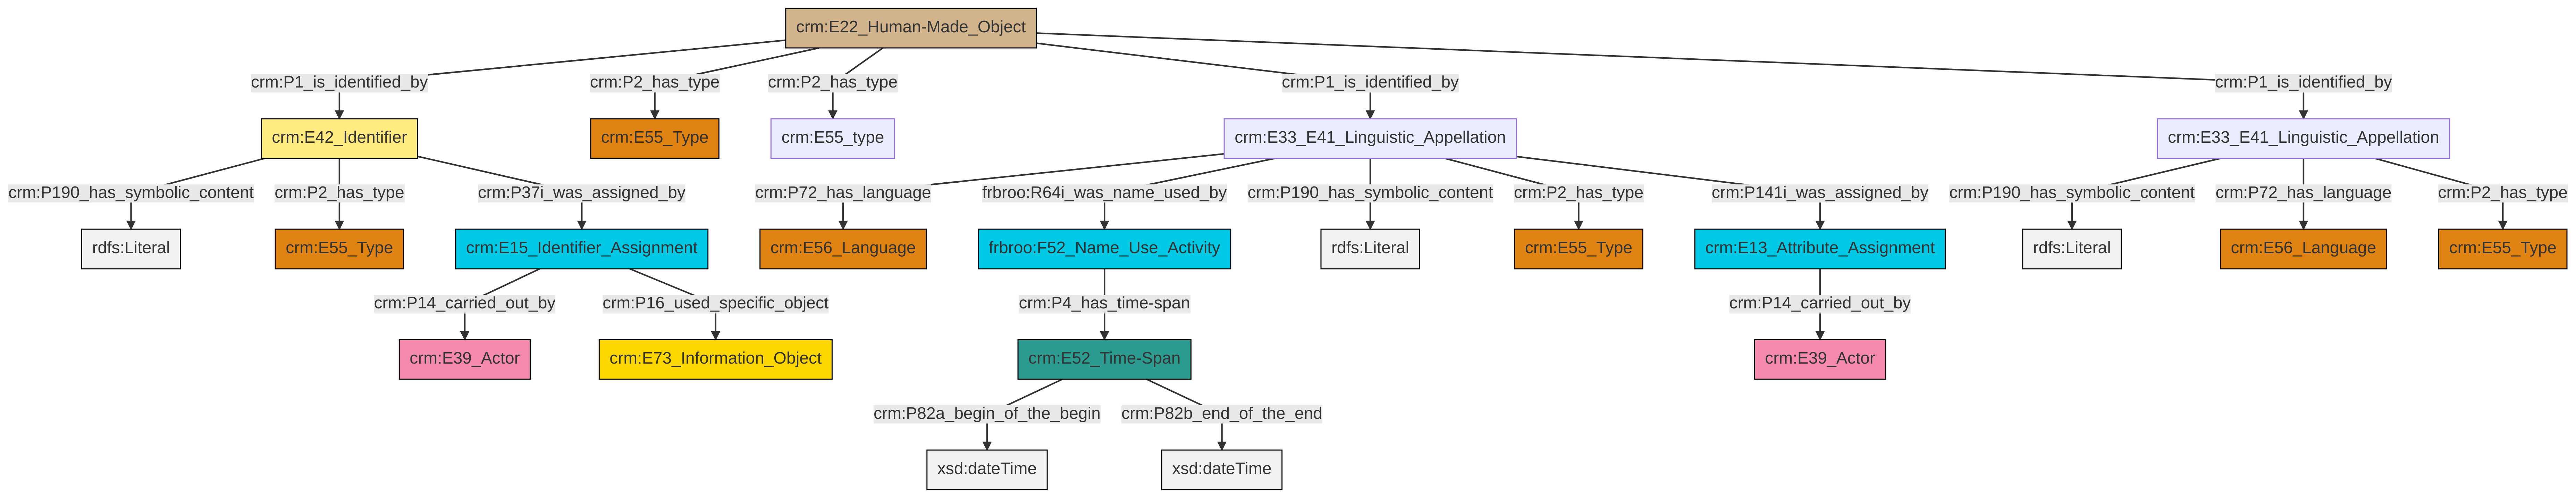 crm:E22_Human-Made_Object
crm:P1_is_identified_by
crm:P2_has_type
crm:P2_has_type
crm:P1_is_identified_by
crm:P1_is_identified_by
crm:E42_Identifier
crm:E55_Type
crm:E55_type
crm:E33_E41_Linguistic_Appellation
crm:E33_E41_Linguistic_Appellation
crm:P190_has_symbolic_content
crm:P2_has_type
crm:P37i_was_assigned_by
crm:P72_has_language
frbroo:R64i_was_name_used_by
crm:P190_has_symbolic_content
crm:P2_has_type
crm:P141i_was_assigned_by
crm:P190_has_symbolic_content
crm:P72_has_language
crm:P2_has_type
rdfs:Literal
crm:E55_Type
crm:E15_Identifier_Assignment
crm:E56_Language
frbroo:F52_Name_Use_Activity
rdfs:Literal
crm:E55_Type
crm:E13_Attribute_Assignment
rdfs:Literal
crm:E56_Language
crm:E55_Type
crm:P14_carried_out_by
crm:P16_used_specific_object
crm:P4_has_time-span
crm:P14_carried_out_by
crm:E39_Actor
crm:E73_Information_Object
crm:E52_Time-Span
crm:E39_Actor
crm:P82a_begin_of_the_begin
crm:P82b_end_of_the_end
xsd:dateTime
xsd:dateTime